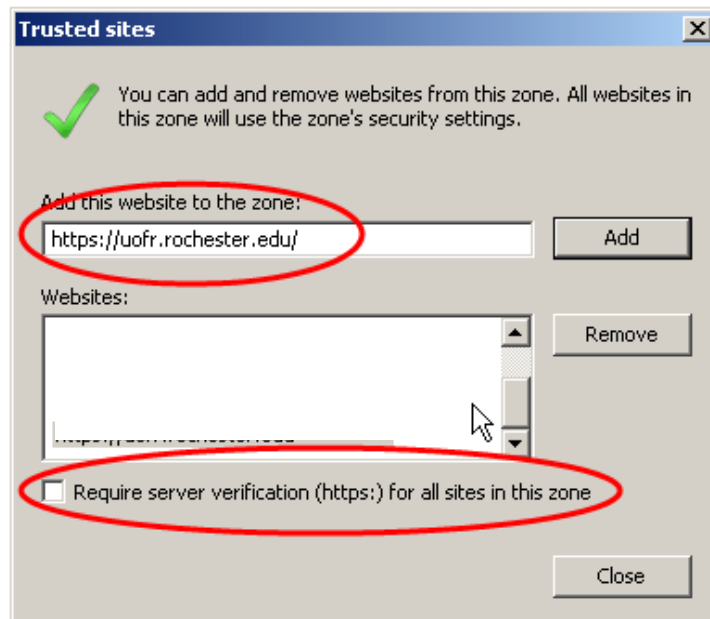 Trusted sites
You can add and remove websites from this zone. All websites in
this zone will use the zone's security settings.
Add this website to the zone:
https://uofr.rochester.edu/
Add
Websites:
Remove
Require server verification (https:) for all sites in this zone
Close